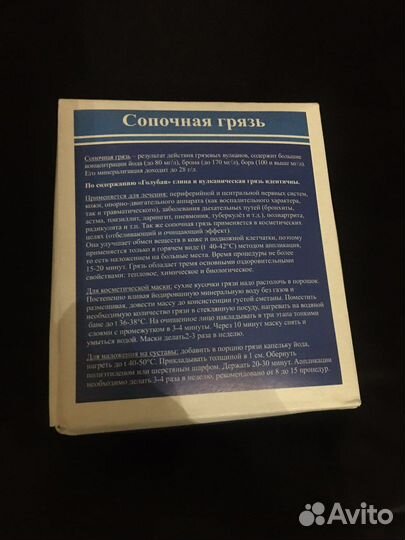 Сопочная грязь
Сопочная грязь – результат действия грязевых вулканов, содержит большие
концентрации йода (до 80 мг/л), брома (до 170 мг/л), бора (100 и выше мг/л).
Его минерализация доходит до 28 г/л.
По содержанию «Голубая» глина и вулканическая грязь идентичны.
Применяется для лечения: периферийной и центральной нервных систем,
кожи, опорно-двигательного аппарата (как воспалительного характера,
так и травматического), заболевания дыхательных путей (бронхиты,
астма, тонзиллит, ларингит, пневмония, туберкулёз и т.д.), полиартрита,
радикулита и т.п. Так же сопочная грязь применяется в косметических
целях (отбеливающий и очищающий эффект).
Она улучшает обмен веществ в коже и подкожной клетчатки, поэтому
применяется только в горячем виде (t 40-42°C) методом аппликации,
то есть наложением на больные места. Время процедуры не более
15-20 минут. Грязь обладает тремя основными оздоровительными
свойствами: тепловое, химическое и биологическое.
Для косметической маски: сухие кусочки грязи надо растолочь в порошок.
Постепенно вливая йодированную минеральную воду без газов и
размешивая, довести массу до консистенции густой сметаны. Поместить
необходимую количество грязи в стеклянную посуду, нагреть на водяной
бане до t 36-38°C. На очищенное лицо накладывать в три этапа тонкими
слоями с промежутком в 3-4 минуты. Через 10 минут маску снять и
умыться водой. Маски делать2-3 раза в неделю.
Для наложения на суставы: добавить в порцию грязи капельку йода,
нагреть до t 40-50°C. Прикладывать толщиной в 1 см. Обернуть
полиэтиленом или шерстяным шарфом. Держать 20-30 минут. Аппликации
необходимо делать 3-4 раза в неделю, рекомендовано от 8 до 15 процедур.
Avito